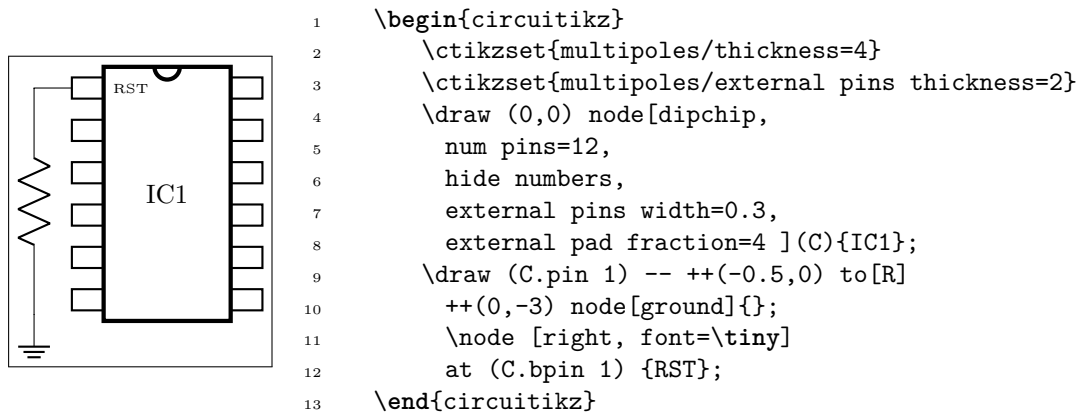 RST
IC1
1 \begin{circuitikz}
2 \ctikzset{multipoles/thickness=4}
3 \ctikzset{multipoles/external pins thickness=2}
4 \draw (0,0) node[dipchip,
5 num pins=12,
6 hide numbers,
7 external pins width=0.3,
8 external pad fraction=4 ](C){IC1};
9 \draw (C.pin 1) -- ++(-0.5,0) to[R]
10 ++(0,-3) node[ground]{};
11 \node [right, font=\tiny]
12 at (C.bpin 1) {RST};
13 \end{circuitikz}